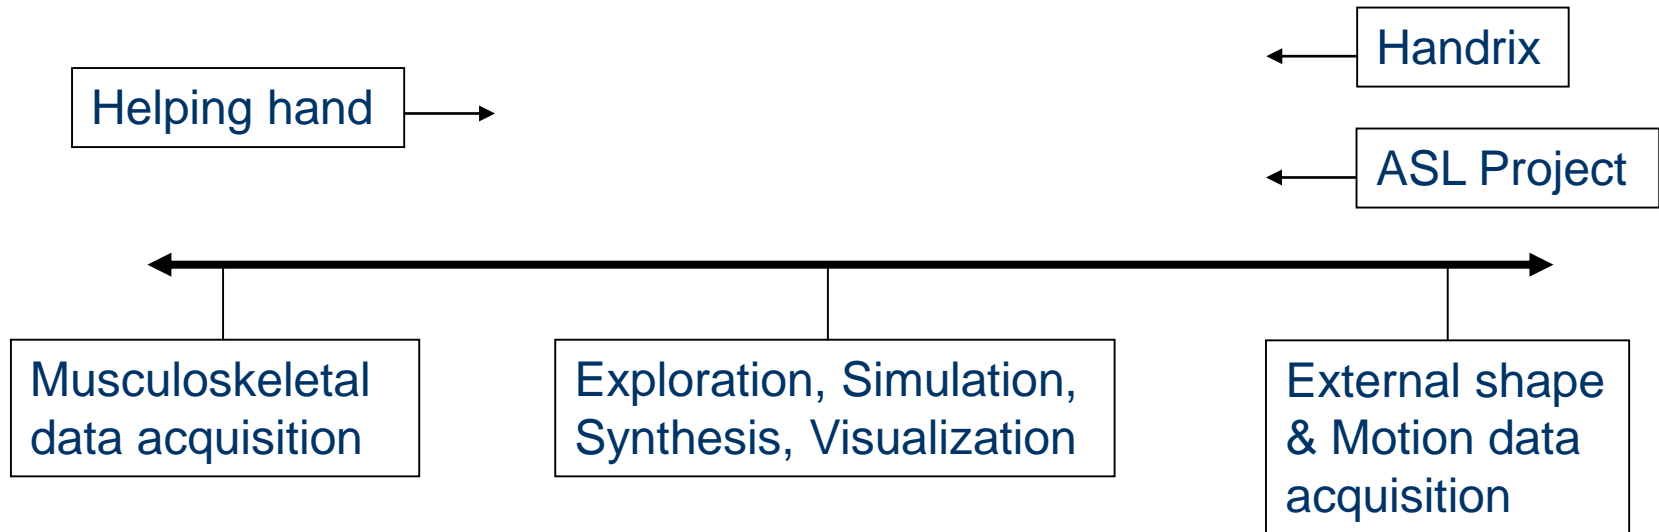 Handrix
Helping hand
ASL Project
Musculoskeletal
data acquisition
Exploration, Simulation,
Synthesis, Visualization
External shape
& Motion data
acquisition